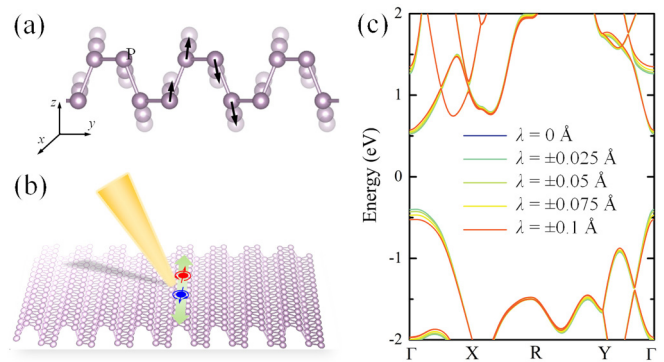 (a)
P
z
y
x
(b)
(c)
2
1
0
-1
-2
Energy (eV)
λ = 0 Å
λ = ±0.025 Å
λ = ±0.05 Å
λ = ±0.075 Å
λ = ±0.1 Å
Γ X R Y Γ